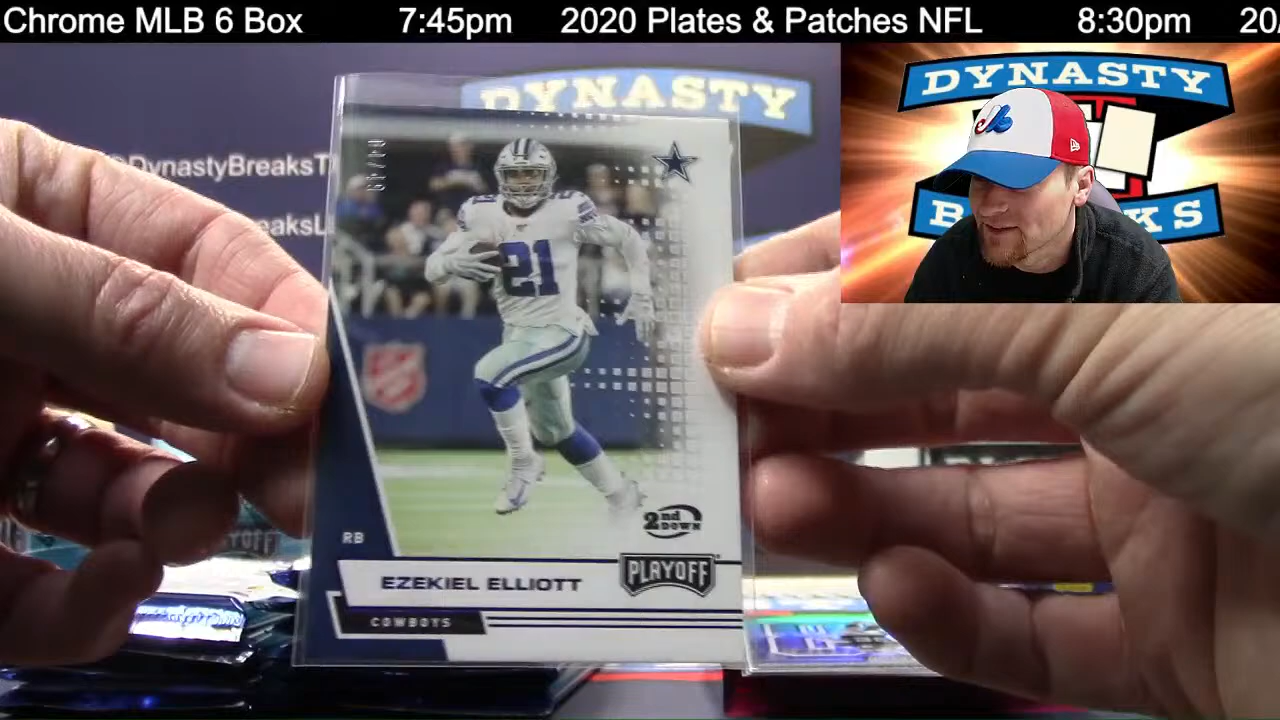 Chrome MLB 6 Box 7:45pm 2020 Plates & Patches NFL 8:30pm
DYNASTY
DYNASTY
@DynastyBreaksT
eaksL
21
2nd
DOWN
RB
PLAYOFF
EZEKIEL ELLIOTT
COWBOYS